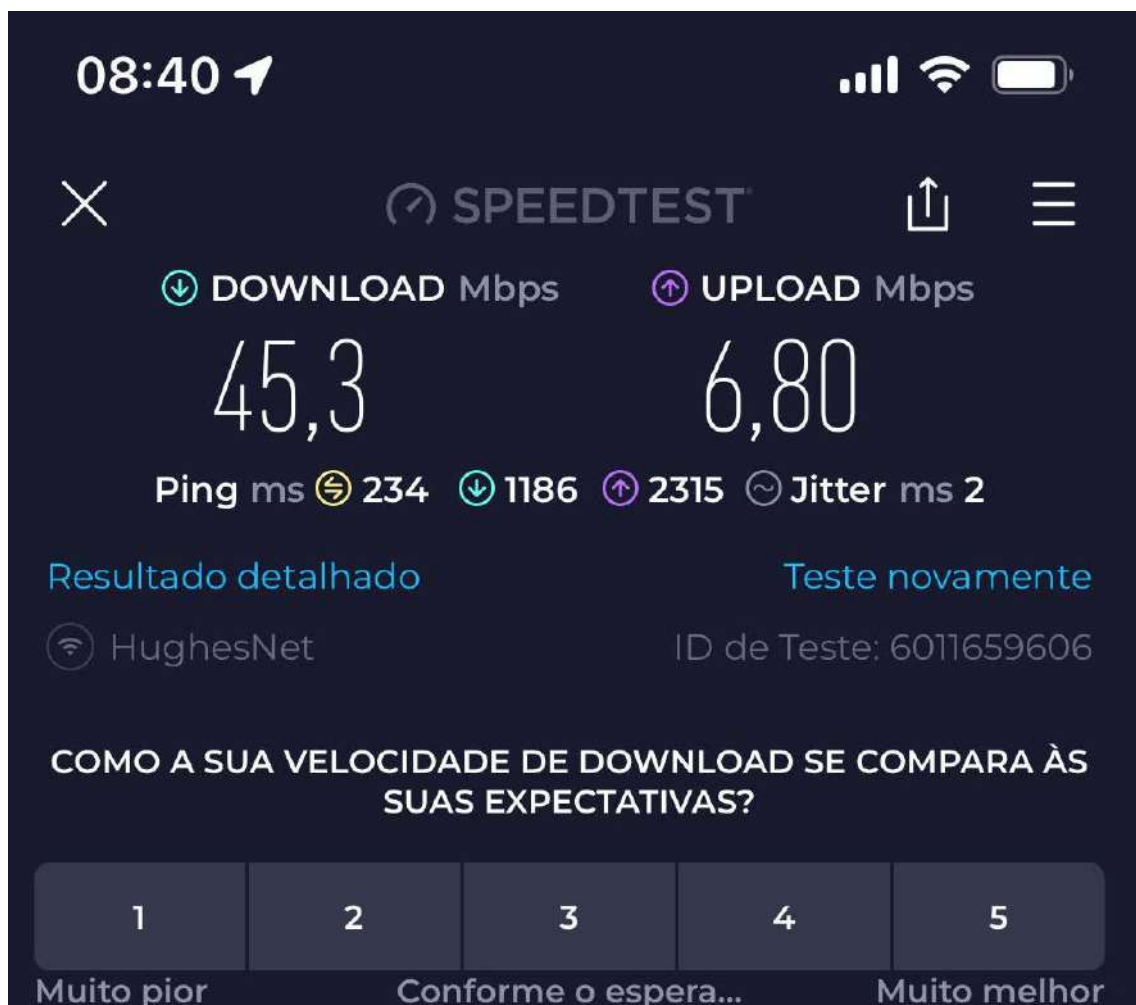 08:40
SPEEDTEST
DOWNLOAD Mbps UPLOAD Mbps
45,3 6,80
Ping ms 234 1186 2315 Jitter ms 2
Resultado detalhado Teste novamente
HughesNet ID de Teste: 6011659606
COMO A SUA VELOCIDADE DE DOWNLOAD SE COMPARA ÀS
SUAS EXPECTATIVAS?
1 2 3 4 5
Muito pior Conforme o espera... Muito melhor